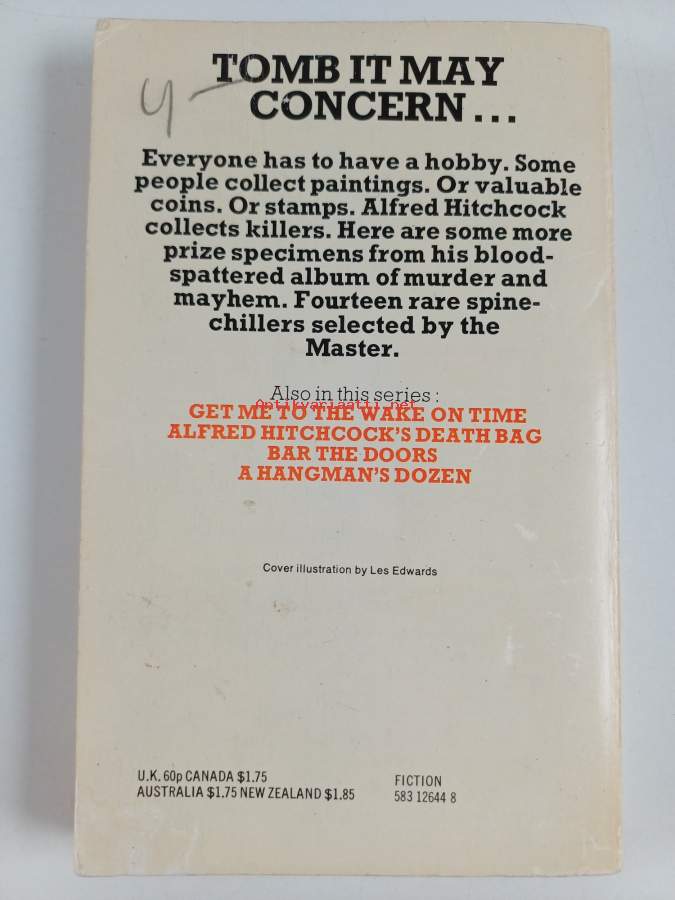 TOMB IT MAY
CONCERN...
Everyone has to have a hobby. Some
people collect paintings. Or valuable
coins. Or stamps. Alfred Hitchcock
collects killers. Here are some more
prize specimens from his blood-
spattered album of murder and
mayhem. Fourteen rare spine-
chillers selected by the
Master.
Also in this series:
Antikvariaatti.net
GET ME TO THE WAKE ON TIME
ALFRED HITCHCOCK'S DEATH BAG
BAR THE DOORS
A HANGMAN'S DOZEN
Cover illustration by Les Edwards
U.K. 60p CANADA $1.75
AUSTRALIA $1.75 NEW ZEALAND $1.85
FICTION
583 12644 8